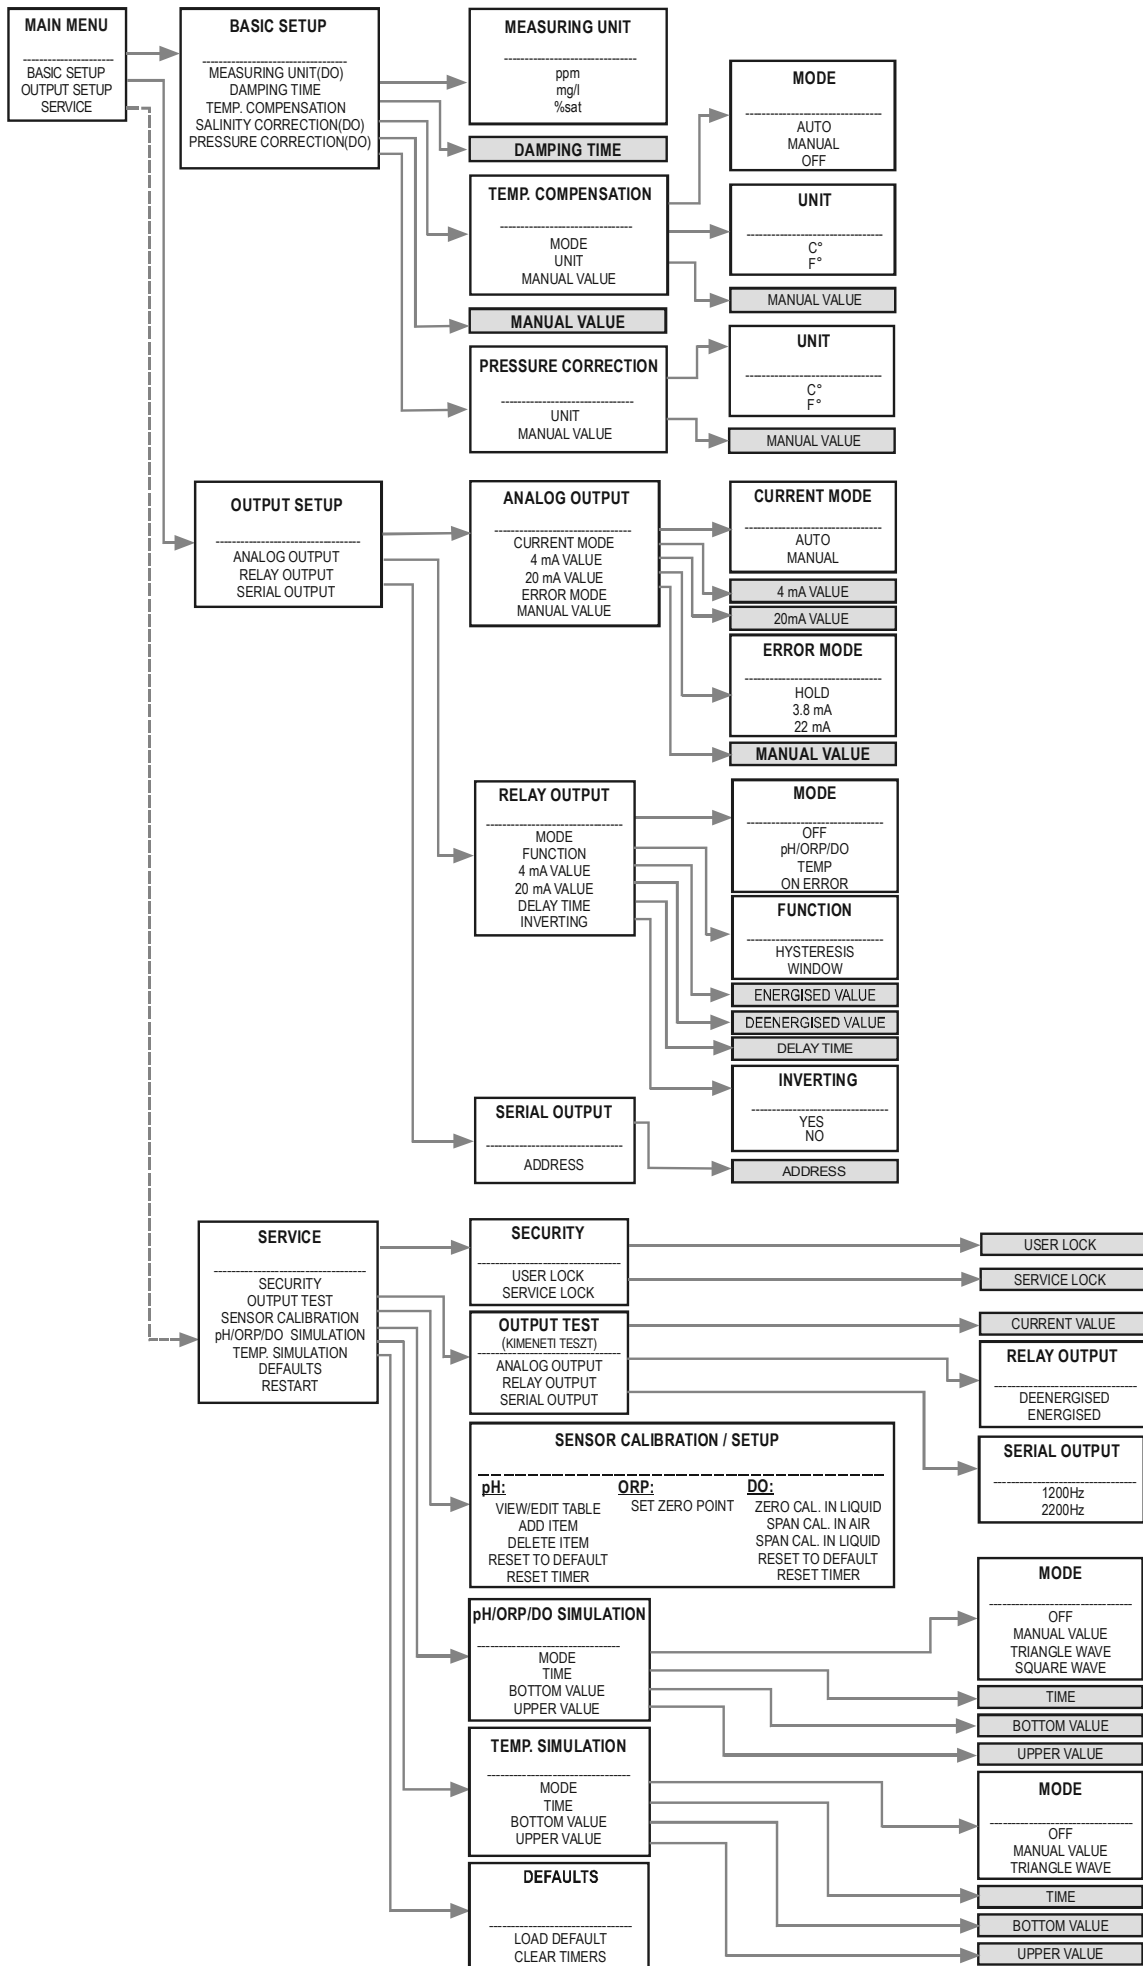 MAIN MENU
BASIC SETUP
OUTPUT SETUP
SERVICE
BASIC SETUP
MEASURING UNIT(DO)
DAMPING TIME
TEMP. COMPENSATION
SALINITY CORRECTION(DO)
PRESSURE CORRECTION(DO)
MEASURING UNIT
ppm
mg/l
%sat
DAMPING TIME
TEMP. COMPENSATION
MODE
UNIT
MANUAL VALUE
MODE
AUTO
MANUAL
OFF
UNIT
C°
F°
MANUAL VALUE
MANUAL VALUE
PRESSURE CORRECTION
UNIT
MANUAL VALUE
UNIT
C°
F°
MANUAL VALUE
OUTPUT SETUP
ANALOG OUTPUT
RELAY OUTPUT
SERIAL OUTPUT
ANALOG OUTPUT
CURRENT MODE
4 mA VALUE
20 mA VALUE
ERROR MODE
MANUAL VALUE
CURRENT MODE
AUTO
MANUAL
4 mA VALUE
20mA VALUE
ERROR MODE
HOLD
3.8 mA
22 mA
MANUAL VALUE
RELAY OUTPUT
MODE
FUNCTION
4 mA VALUE
20 mA VALUE
DELAY TIME
INVERTING
MODE
OFF
pH/ORP/DO
TEMP
ON ERROR
FUNCTION
HYSTERESIS
WINDOW
ENERGISED VALUE
DEENERGISED VALUE
DELAY TIME
INVERTING
YES
NO
SERIAL OUTPUT
ADDRESS
ADDRESS
SERVICE
SECURITY
OUTPUT TEST
SENSOR CALIBRATION
pH/ORP/DO SIMULATION
TEMP. SIMULATION
DEFAULTS
RESTART
SECURITY
USER LOCK
SERVICE LOCK
USER LOCK
SERVICE LOCK
OUTPUT TEST
(KIMENETI TESZT)
ANALOG OUTPUT
RELAY OUTPUT
SERIAL OUTPUT
CURRENT VALUE
RELAY OUTPUT
DEENERGISED
ENERGISED
SERIAL OUTPUT
1200Hz
2200Hz
SENSOR CALIBRATION / SETUP
pH:
VIEW/EDIT TABLE
ADD ITEM
DELETE ITEM
RESET TO DEFAULT
RESET TIMER
ORP:
SET ZERO POINT
DO:
ZERO CAL. IN LIQUID
SPAN CAL. IN AIR
SPAN CAL. IN LIQUID
RESET TO DEFAULT
RESET TIMER
pH/ORP/DO SIMULATION
MODE
TIME
BOTTOM VALUE
UPPER VALUE
MODE
OFF
MANUAL VALUE
TRIANGLE WAVE
SQUARE WAVE
TIME
BOTTOM VALUE
UPPER VALUE
TEMP. SIMULATION
MODE
TIME
BOTTOM VALUE
UPPER VALUE
MODE
OFF
MANUAL VALUE
TRIANGLE WAVE
TIME
BOTTOM VALUE
UPPER VALUE
DEFAULTS
LOAD DEFAULT
CLEAR TIMERS